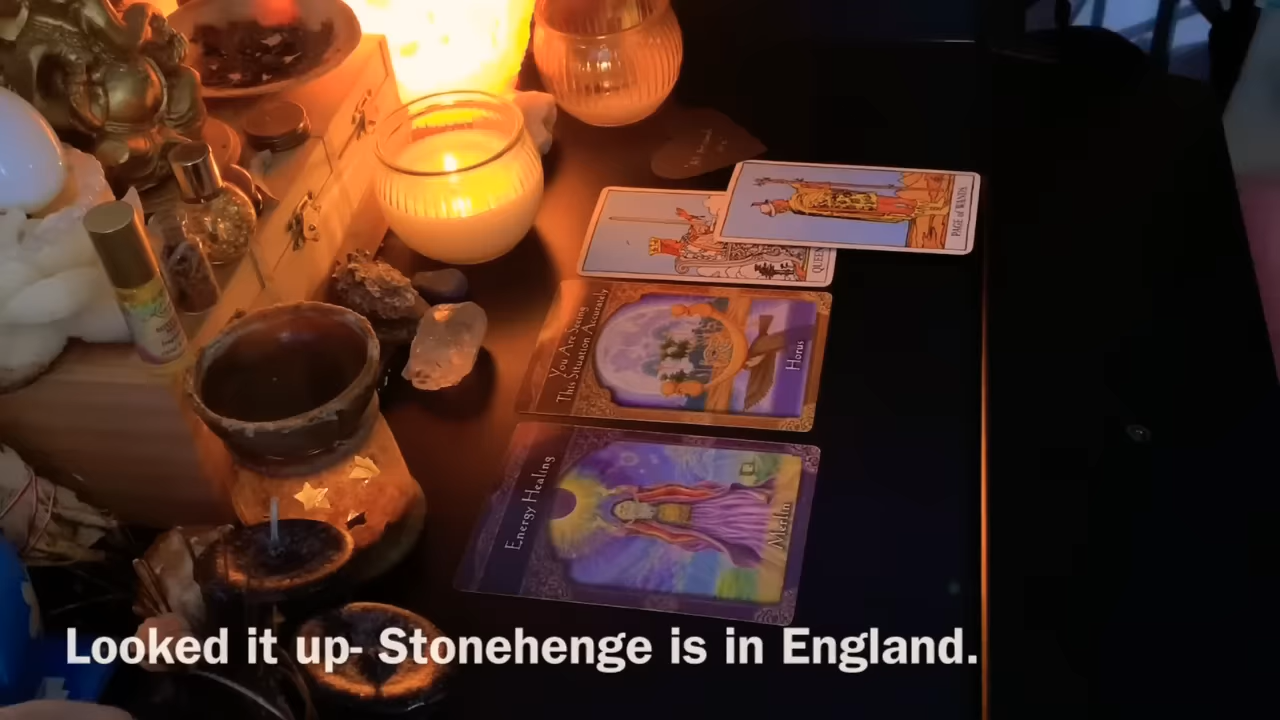 PAGE of WANDS
QUEEN
You Are Seeing
This Situation Accurately
Horus
Energy Healing
Merlin
Looked it up- Stonehenge is in England.